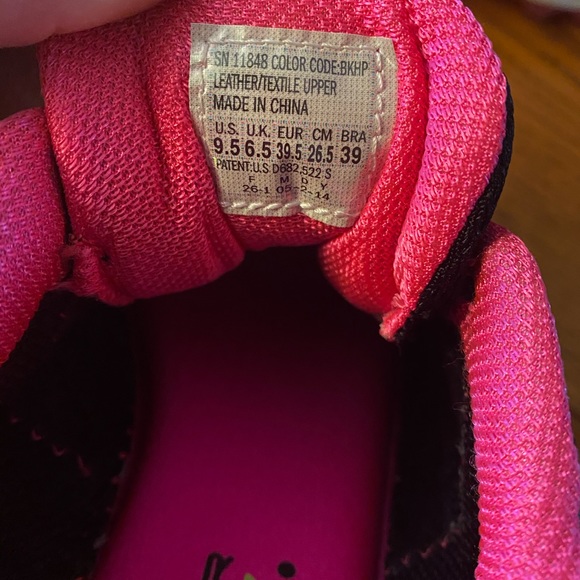 SN 11848 COLOR CODE:BKHP
LEATHER/TEXTILE UPPER
MADE IN CHINA
U.S. U.K. EUR CM BRA
9.5 6.5 39.5 26.5 39
PATENT:U.S D682,522 S
F M D Y
26-1 05-2-14